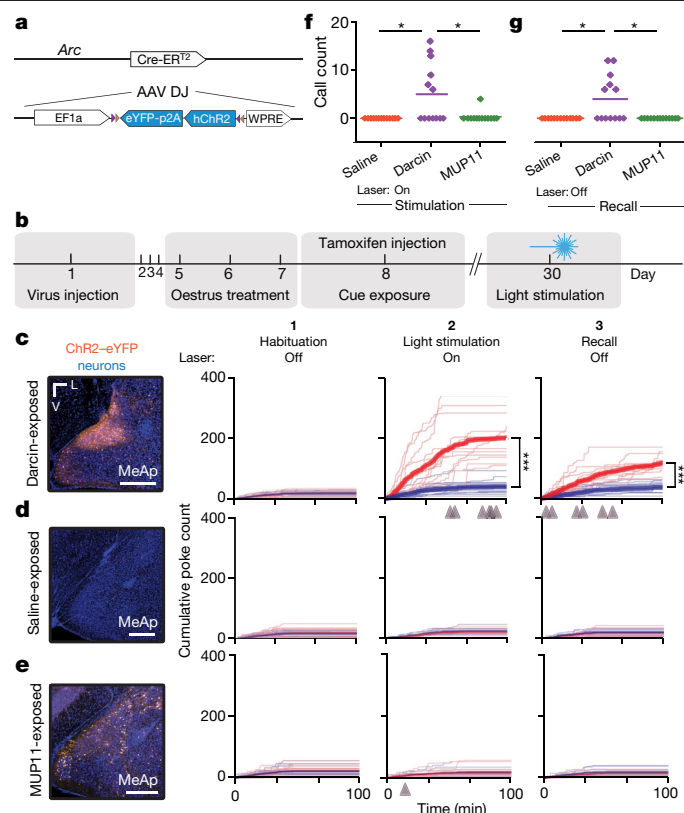 a
Arc
Cre-ERT2
AAV DJ
EF1a
eYFP-p2A
hChR2
WPRE
f
Call count
20
10
0
*
*
Saline
Darcin
MUP11
Laser: On
Stimulation
g
*
*
Saline
Darcin
MUP11
Laser: Off
Recall
b
Tamoxifen injection
1
2 3 4
5
6
7
8
30
Day
Virus injection
Oestrus treatment
Cue exposure
Light stimulation
c
ChR2–eYFP
neurons
1
2
3
Habituation
Light stimulation
Recall
Laser:
Off
On
Off
Darcin-exposed
L
V
MeAp
400
200
0
***
***
d
Saline-exposed
MeAp
Cumulative poke count
400
200
0
e
MUP11-exposed
MeAp
400
200
0
0
100
0
100
0
100
Time (min)